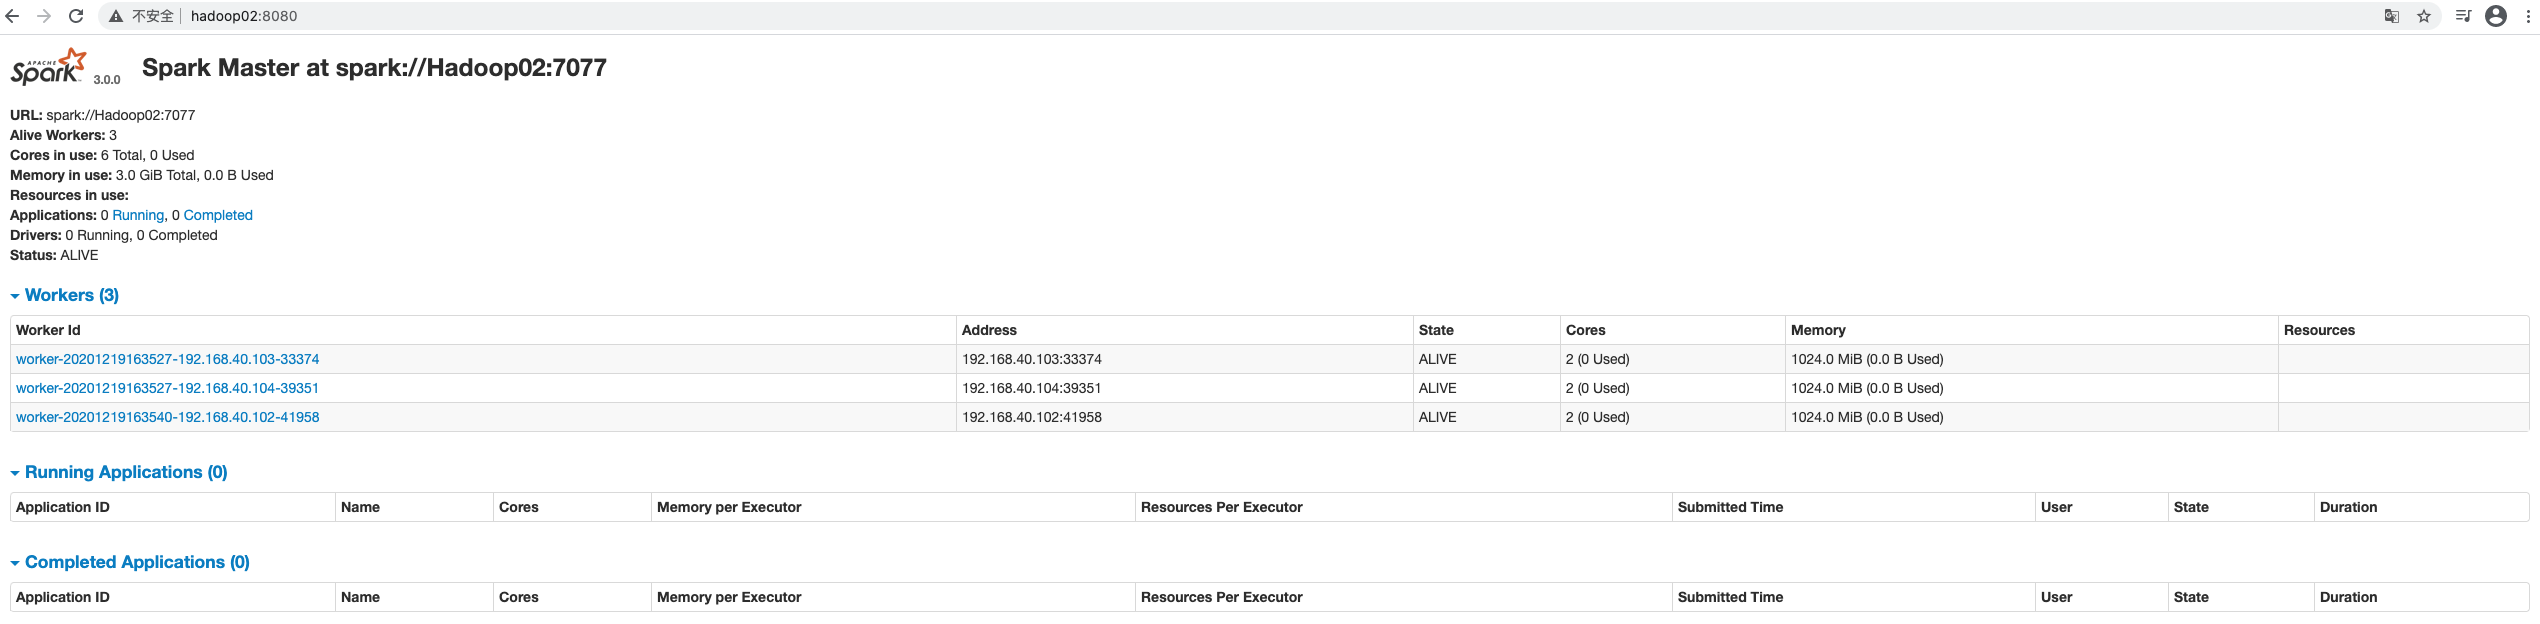 不安全 | hadoop02:8080
APACHE Spark 3.0.0 Spark Master at spark://Hadoop02:7077
URL: spark://Hadoop02:7077
Alive Workers: 3
Cores in use: 6 Total, 0 Used
Memory in use: 3.0 GiB Total, 0.0 B Used
Resources in use:
Applications: 0 Running, 0 Completed
Drivers: 0 Running, 0 Completed
Status: ALIVE
Workers (3)
Worker Id Address State Cores Memory Resources
worker-20201219163527-192.168.40.103-33374 192.168.40.103:33374 ALIVE 2 (0 Used) 1024.0 MiB (0.0 B Used)
worker-20201219163527-192.168.40.104-39351 192.168.40.104:39351 ALIVE 2 (0 Used) 1024.0 MiB (0.0 B Used)
worker-20201219163540-192.168.40.102-41958 192.168.40.102:41958 ALIVE 2 (0 Used) 1024.0 MiB (0.0 B Used)
Running Applications (0)
Application ID Name Cores Memory per Executor Resources Per Executor Submitted Time User State Duration
Completed Applications (0)
Application ID Name Cores Memory per Executor Resources Per Executor Submitted Time User State Duration